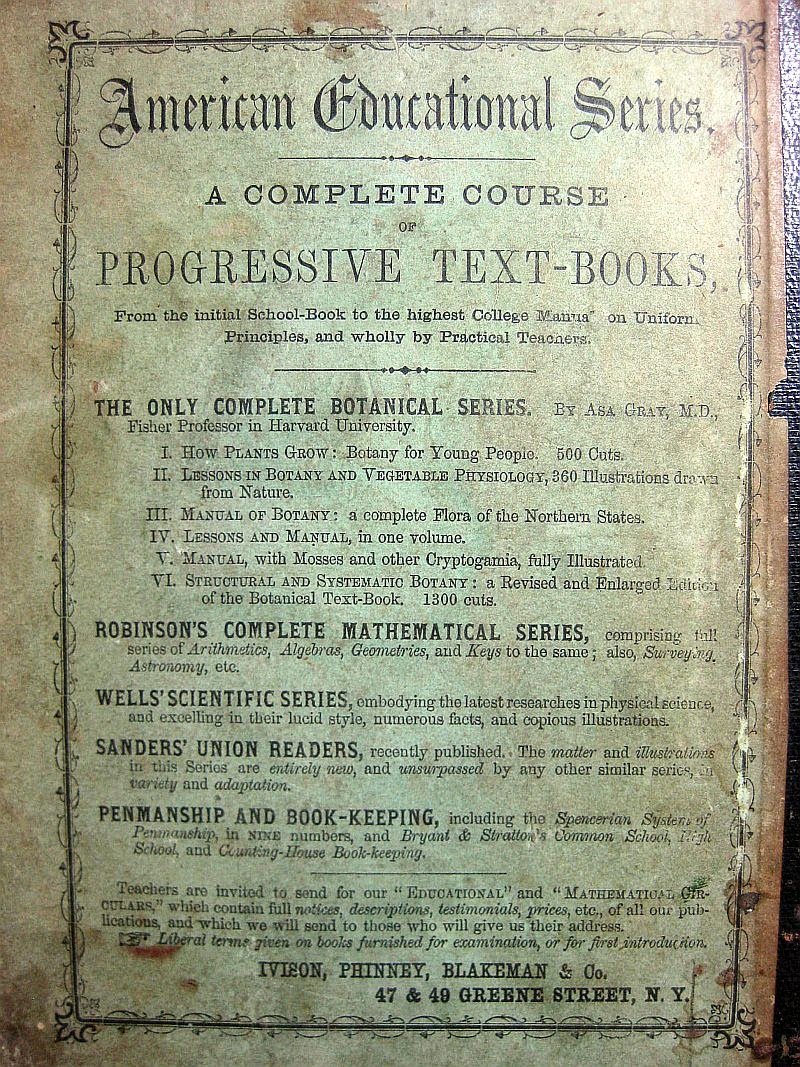 American Educational Series.
A COMPLETE COURSE
OF
PROGRESSIVE TEXT-BOOKS,
From the initial School-Book to the highest College Manual on Uniform
Principles, and wholly by Practical Teachers.
THE ONLY COMPLETE BOTANICAL SERIES. By Asa Gray, M.D.,
Fisher Professor in Harvard University.
I. How Plants Grow: Botany for Young People. 500 Cuts.
II. Lessons in Botany and Vegetable Physiology, 360 Illustrations drawn
from Nature.
III. Manual of Botany: a complete Flora of the Northern States.
IV. Lessons and Manual, in one volume.
V. Manual, with Mosses and other Cryptogamia, fully Illustrated
VI. Structural and Systematic Botany: a Revised and Enlarged Edition
of the Botanical Text-Book. 1300 cuts.
ROBINSON'S COMPLETE MATHEMATICAL SERIES, comprising full
series of Arithmetics, Algebras, Geometries, and Keys to the same; also, Surveying,
Astronomy, etc.
WELLS' SCIENTIFIC SERIES, embodying the latest researches in physical science,
and excelling in their lucid style, numerous facts, and copious illustrations.
SANDERS' UNION READERS, recently published. The matter and illustrations
in this Series are entirely new, and unsurpassed by any other similar series, in
variety and adaptation.
PENMANSHIP AND BOOK-KEEPING, including the Spencerian System of
Penmanship, in NINE numbers, and Bryant & Stratton's Common School, High
School, and Counting-House Book-keeping.
Teachers are invited to send for our "Educational" and "Mathematical Cir-
culars," which contain full notices, descriptions, testimonials, prices, etc., of all our pub-
lications, and which we will send to those who will give us their address.
☞ Liberal terms given on books furnished for examination, or for first introduction.
IVISON, PHINNEY, BLAKEMAN & Co.
47 & 49 GREENE STREET, N. Y.